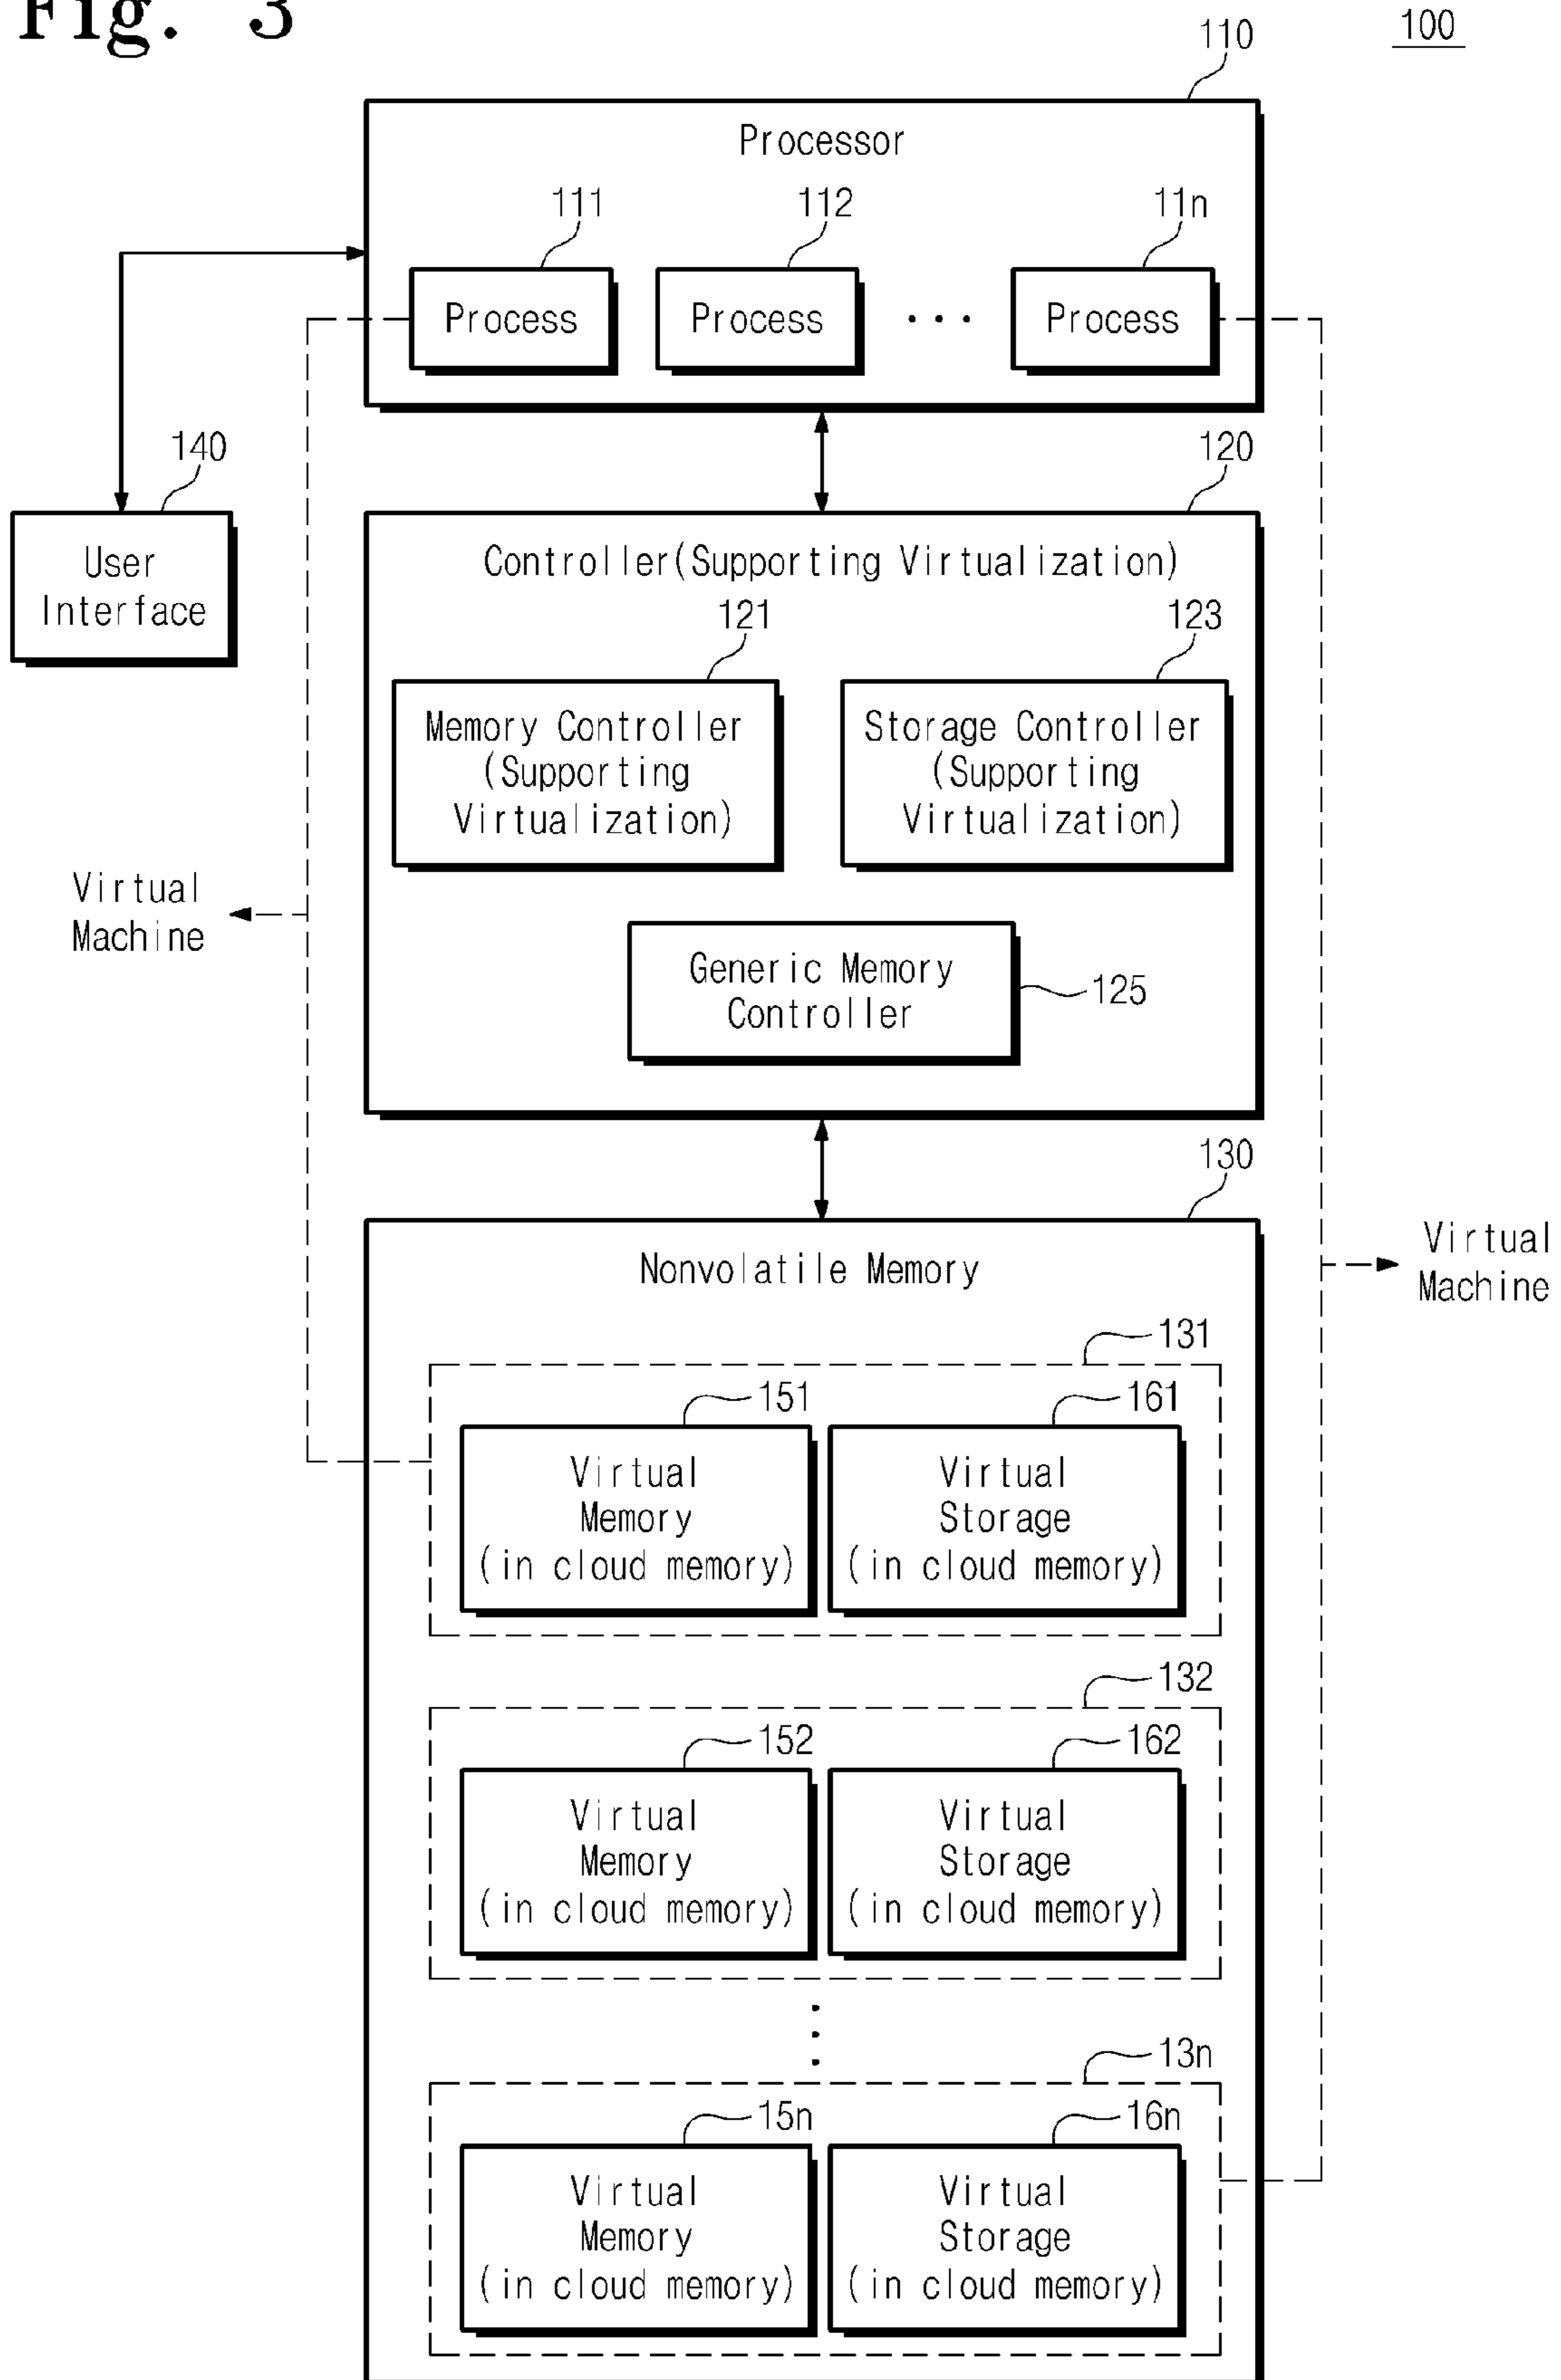 Fig. 3
100
110
Processor
111
112
11n
Process
Process
...
Process
140
User
Interface
120
Controller(Supporting Virtualization)
121
123
Memory Controller
(Supporting
Virtualization)
Storage Controller
(Supporting
Virtualization)
Virtual
Machine
Generic Memory
Controller
125
130
Nonvolatile Memory
Virtual
Machine
131
151
161
Virtual
Memory
(in cloud memory)
Virtual
Storage
(in cloud memory)
132
152
162
Virtual
Memory
(in cloud memory)
Virtual
Storage
(in cloud memory)
13n
15n
16n
Virtual
Memory
(in cloud memory)
Virtual
Storage
(in cloud memory)